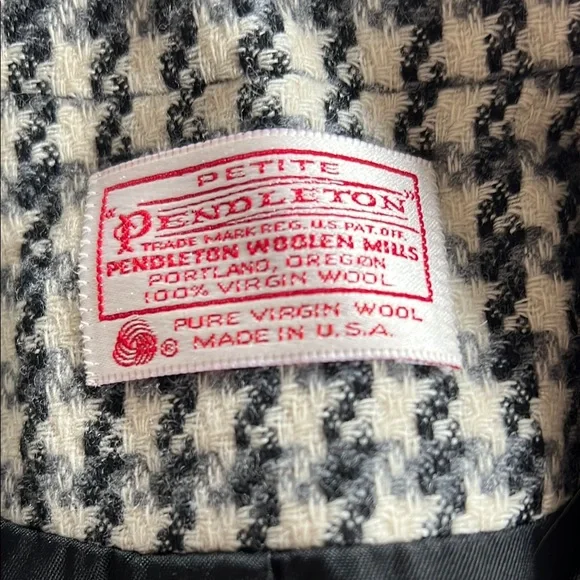 PETITE
"PENDLETON"
TRADE MARK REG. U.S. PAT. OFF.
PENDLETON WOOLEN MILLS
PORTLAND, OREGON
100% VIRGIN WOOL
PURE VIRGIN WOOL
® MADE IN U.S.A.